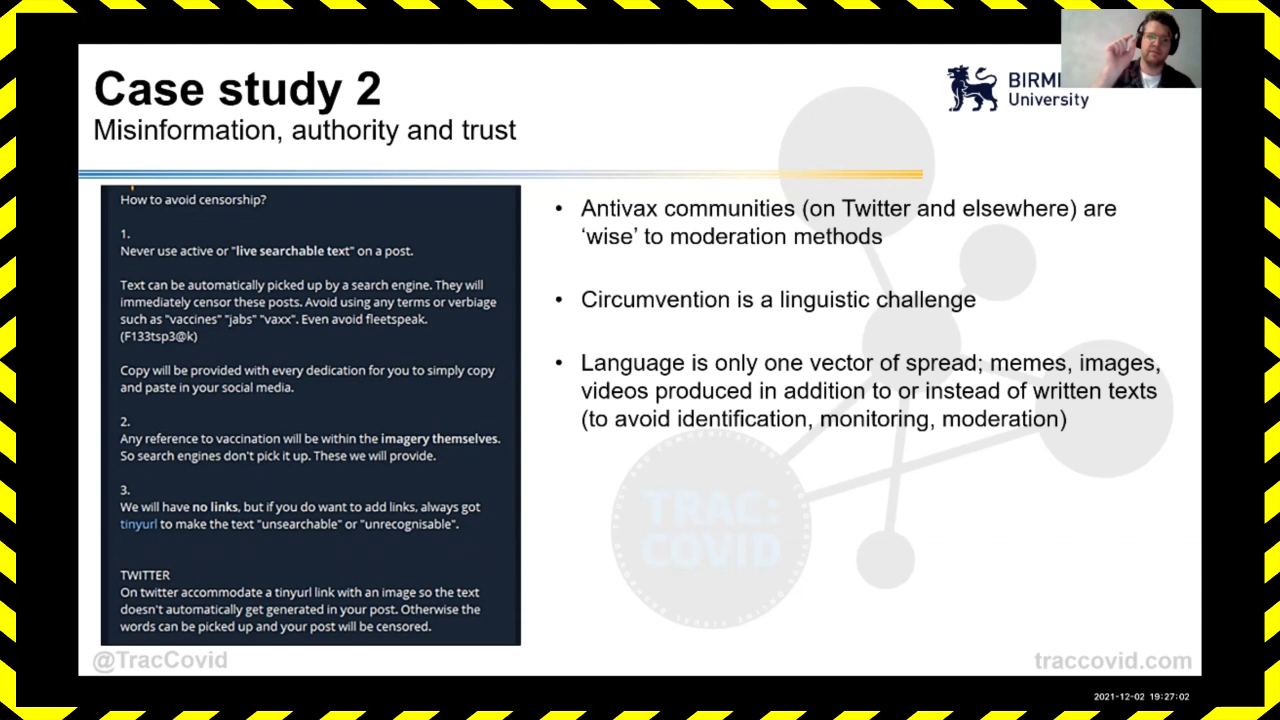 Case study 2
Misinformation, authority and trust
University
How to avoid censorship?
1.
Never use active or "live searchable text" on a post.
Text can be automatically picked up by a search engine. They will
immediately censor these posts. Avoid using any terms or verbiage
such as "vaccines" "jabs" "vaxx". Even avoid fleetspeak.
(F133tsp3@k)
Copy will be provided with every dedication for you to simply copy
and paste in your social media.
2.
Any reference to vaccination will be within the imagery themselves.
So search engines don't pick it up. These we will provide.
3.
We will have no links, but if you do want to add links, always got
tinyurl to make the text "unsearchable" or "unrecognisable".
TWITTER
On twitter accommodate a tinyurl link with an image so the text
doesn't automatically get generated in your post. Otherwise the
words can be picked up and your post will be censored.
• Antivax communities (on Twitter and elsewhere) are
‘wise’ to moderation methods
• Circumvention is a linguistic challenge
• Language is only one vector of spread; memes, images,
videos produced in addition to or instead of written texts
(to avoid identification, monitoring, moderation)
TRAC:
COVID
@TracCovid
traccovid.com
2021-12-02 19:27:02